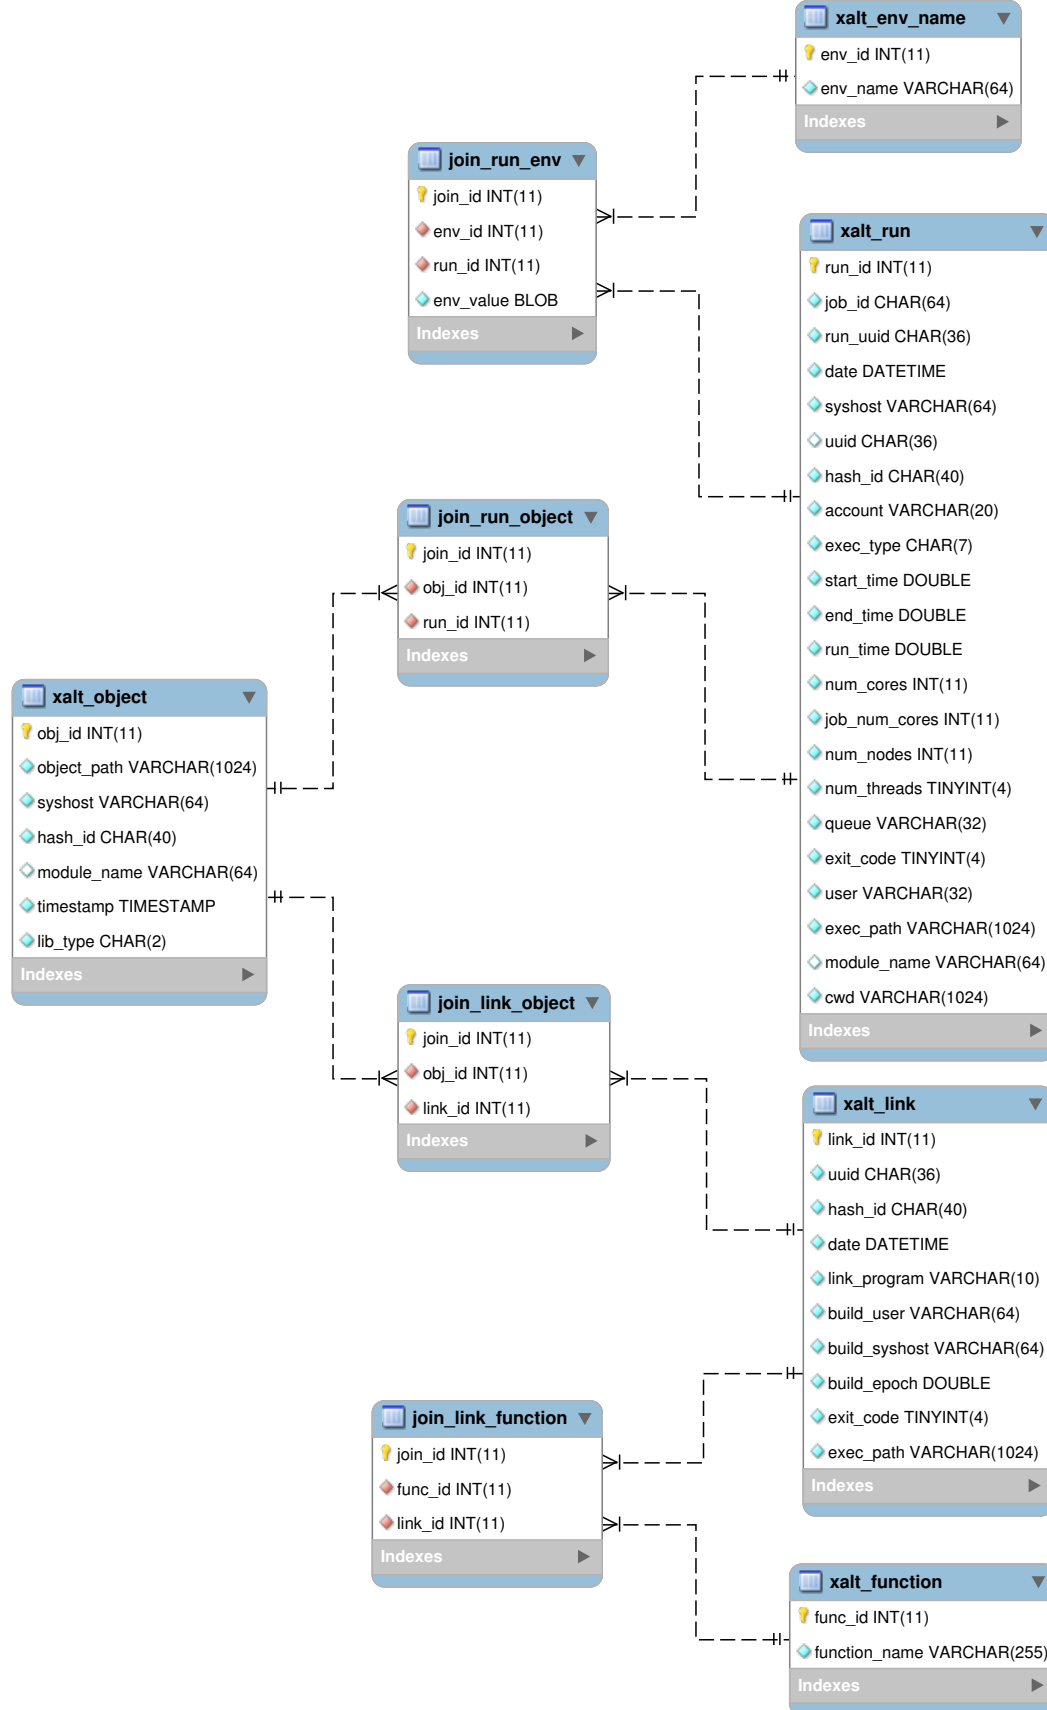 xalt_env_name
env_id INT(11)
env_name VARCHAR(64)
Indexes
join_run_env
join_id INT(11)
env_id INT(11)
run_id INT(11)
env_value BLOB
Indexes
xalt_run
run_id INT(11)
job_id CHAR(64)
run_uuid CHAR(36)
date DATETIME
syshost VARCHAR(64)
uuid CHAR(36)
hash_id CHAR(40)
account VARCHAR(20)
exec_type CHAR(7)
start_time DOUBLE
end_time DOUBLE
run_time DOUBLE
num_cores INT(11)
job_num_cores INT(11)
num_nodes INT(11)
num_threads TINYINT(4)
queue VARCHAR(32)
exit_code TINYINT(4)
user VARCHAR(32)
exec_path VARCHAR(1024)
module_name VARCHAR(64)
cwd VARCHAR(1024)
Indexes
join_run_object
join_id INT(11)
obj_id INT(11)
run_id INT(11)
Indexes
xalt_object
obj_id INT(11)
object_path VARCHAR(1024)
syshost VARCHAR(64)
hash_id CHAR(40)
module_name VARCHAR(64)
timestamp TIMESTAMP
lib_type CHAR(2)
Indexes
join_link_object
join_id INT(11)
obj_id INT(11)
link_id INT(11)
Indexes
xalt_link
link_id INT(11)
uuid CHAR(36)
hash_id CHAR(40)
date DATETIME
link_program VARCHAR(10)
build_user VARCHAR(64)
build_syshost VARCHAR(64)
build_epoch DOUBLE
exit_code TINYINT(4)
exec_path VARCHAR(1024)
Indexes
join_link_function
join_id INT(11)
func_id INT(11)
link_id INT(11)
Indexes
xalt_function
func_id INT(11)
function_name VARCHAR(255)
Indexes